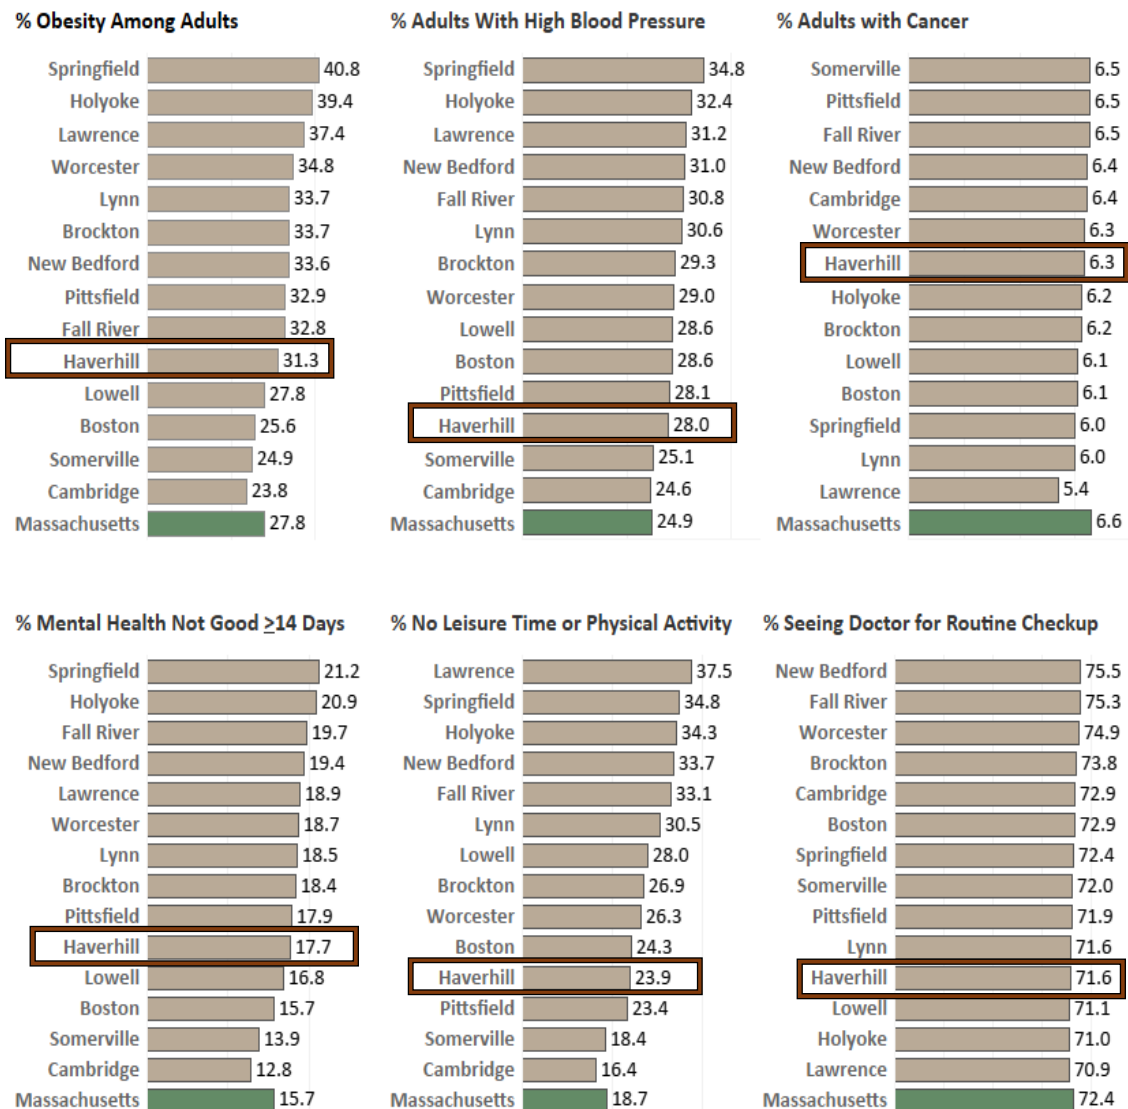 % Obesity Among Adults
Springfield 40.8
Holyoke 39.4
Lawrence 37.4
Worcester 34.8
Lynn 33.7
Brockton 33.7
New Bedford 33.6
Pittsfield 32.9
Fall River 32.8
Haverhill 31.3
Lowell 27.8
Boston 25.6
Somerville 24.9
Cambridge 23.8
Massachusetts 27.8
% Adults With High Blood Pressure
Springfield 34.8
Holyoke 32.4
Lawrence 31.2
New Bedford 31.0
Fall River 30.8
Lynn 30.6
Brockton 29.3
Worcester 29.0
Lowell 28.6
Boston 28.6
Pittsfield 28.1
Haverhill 28.0
Somerville 25.1
Cambridge 24.6
Massachusetts 24.9
% Adults with Cancer
Somerville 6.5
Pittsfield 6.5
Fall River 6.5
New Bedford 6.4
Cambridge 6.4
Worcester 6.3
Haverhill 6.3
Holyoke 6.2
Brockton 6.2
Lowell 6.1
Boston 6.1
Springfield 6.0
Lynn 6.0
Lawrence 5.4
Massachusetts 6.6
% Mental Health Not Good ≥14 Days
Springfield 21.2
Holyoke 20.9
Fall River 19.7
New Bedford 19.4
Lawrence 18.9
Worcester 18.7
Lynn 18.5
Brockton 18.4
Pittsfield 17.9
Haverhill 17.7
Lowell 16.8
Boston 15.7
Somerville 13.9
Cambridge 12.8
Massachusetts 15.7
% No Leisure Time or Physical Activity
Lawrence 37.5
Springfield 34.8
Holyoke 34.3
New Bedford 33.7
Fall River 33.1
Lynn 30.5
Lowell 28.0
Brockton 26.9
Worcester 26.3
Boston 24.3
Haverhill 23.9
Pittsfield 23.4
Somerville 18.4
Cambridge 16.4
Massachusetts 18.7
% Seeing Doctor for Routine Checkup
New Bedford 75.5
Fall River 75.3
Worcester 74.9
Brockton 73.8
Cambridge 72.9
Boston 72.9
Springfield 72.4
Somerville 72.0
Pittsfield 71.9
Lynn 71.6
Haverhill 71.6
Lowell 71.1
Holyoke 71.0
Lawrence 70.9
Massachusetts 72.4